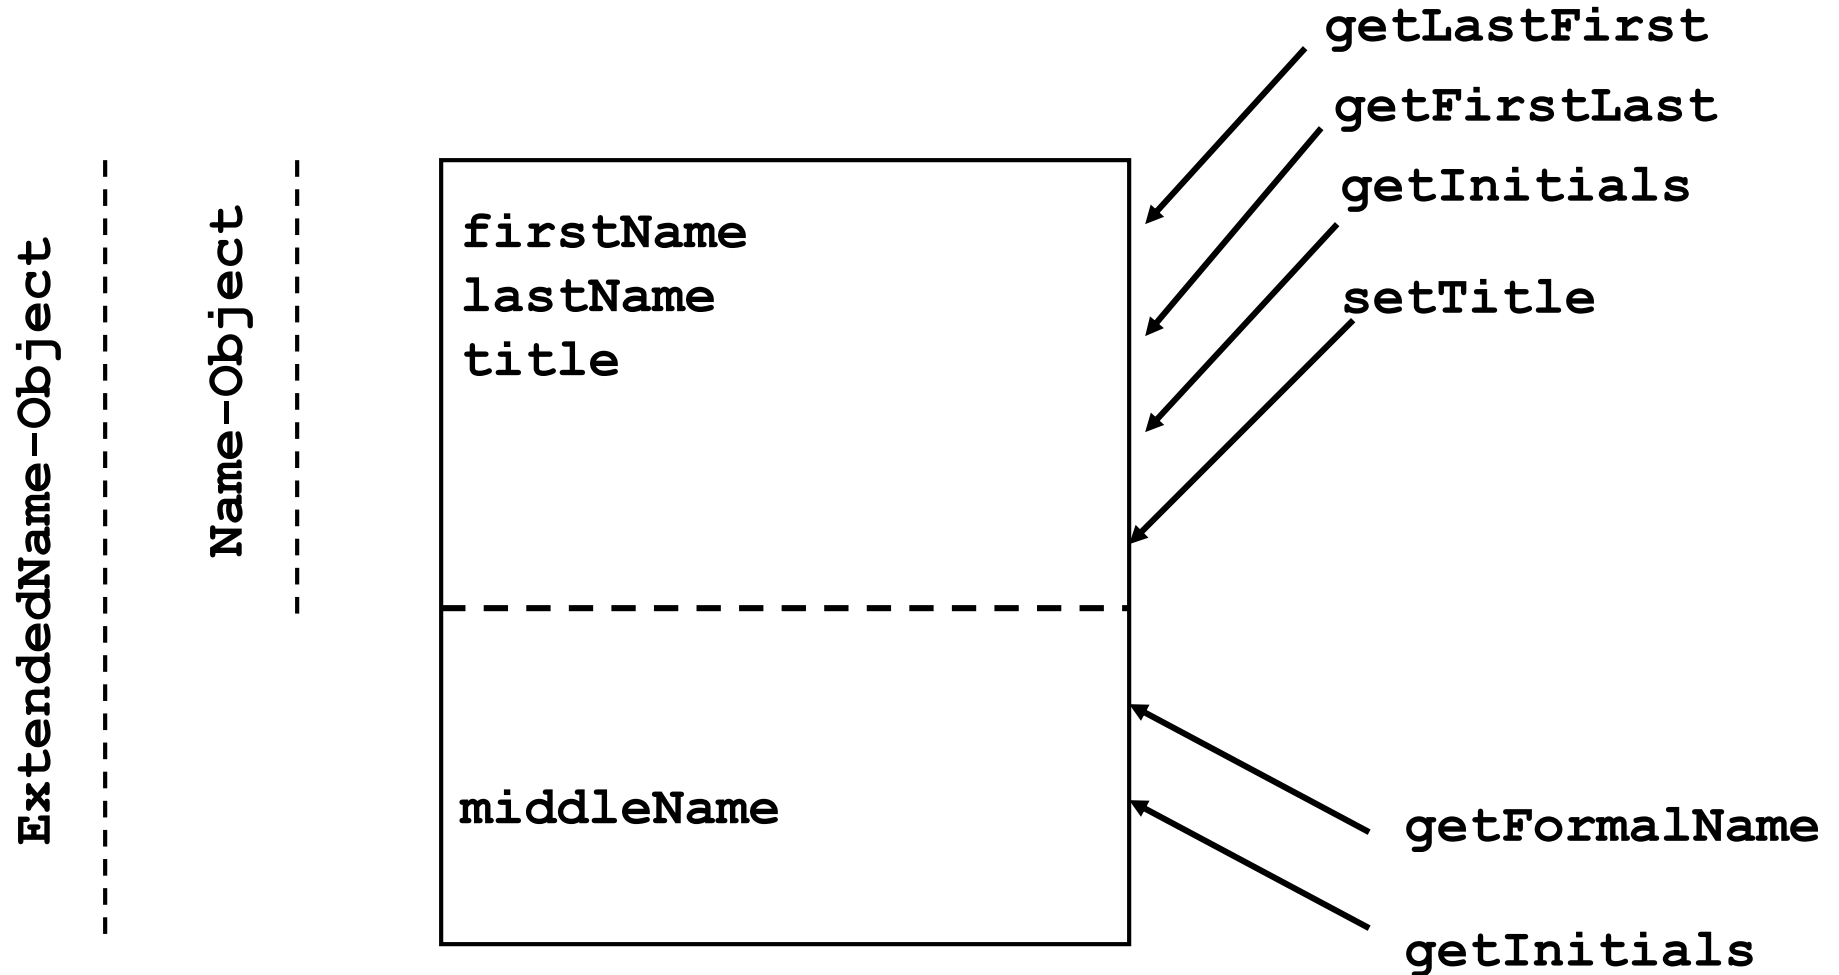 getLastFirst
getFirstLast
getInitials
setTitle
ExtendedName-Object
Name-Object
firstName
lastName
title
middleName
getFormalName
getInitials